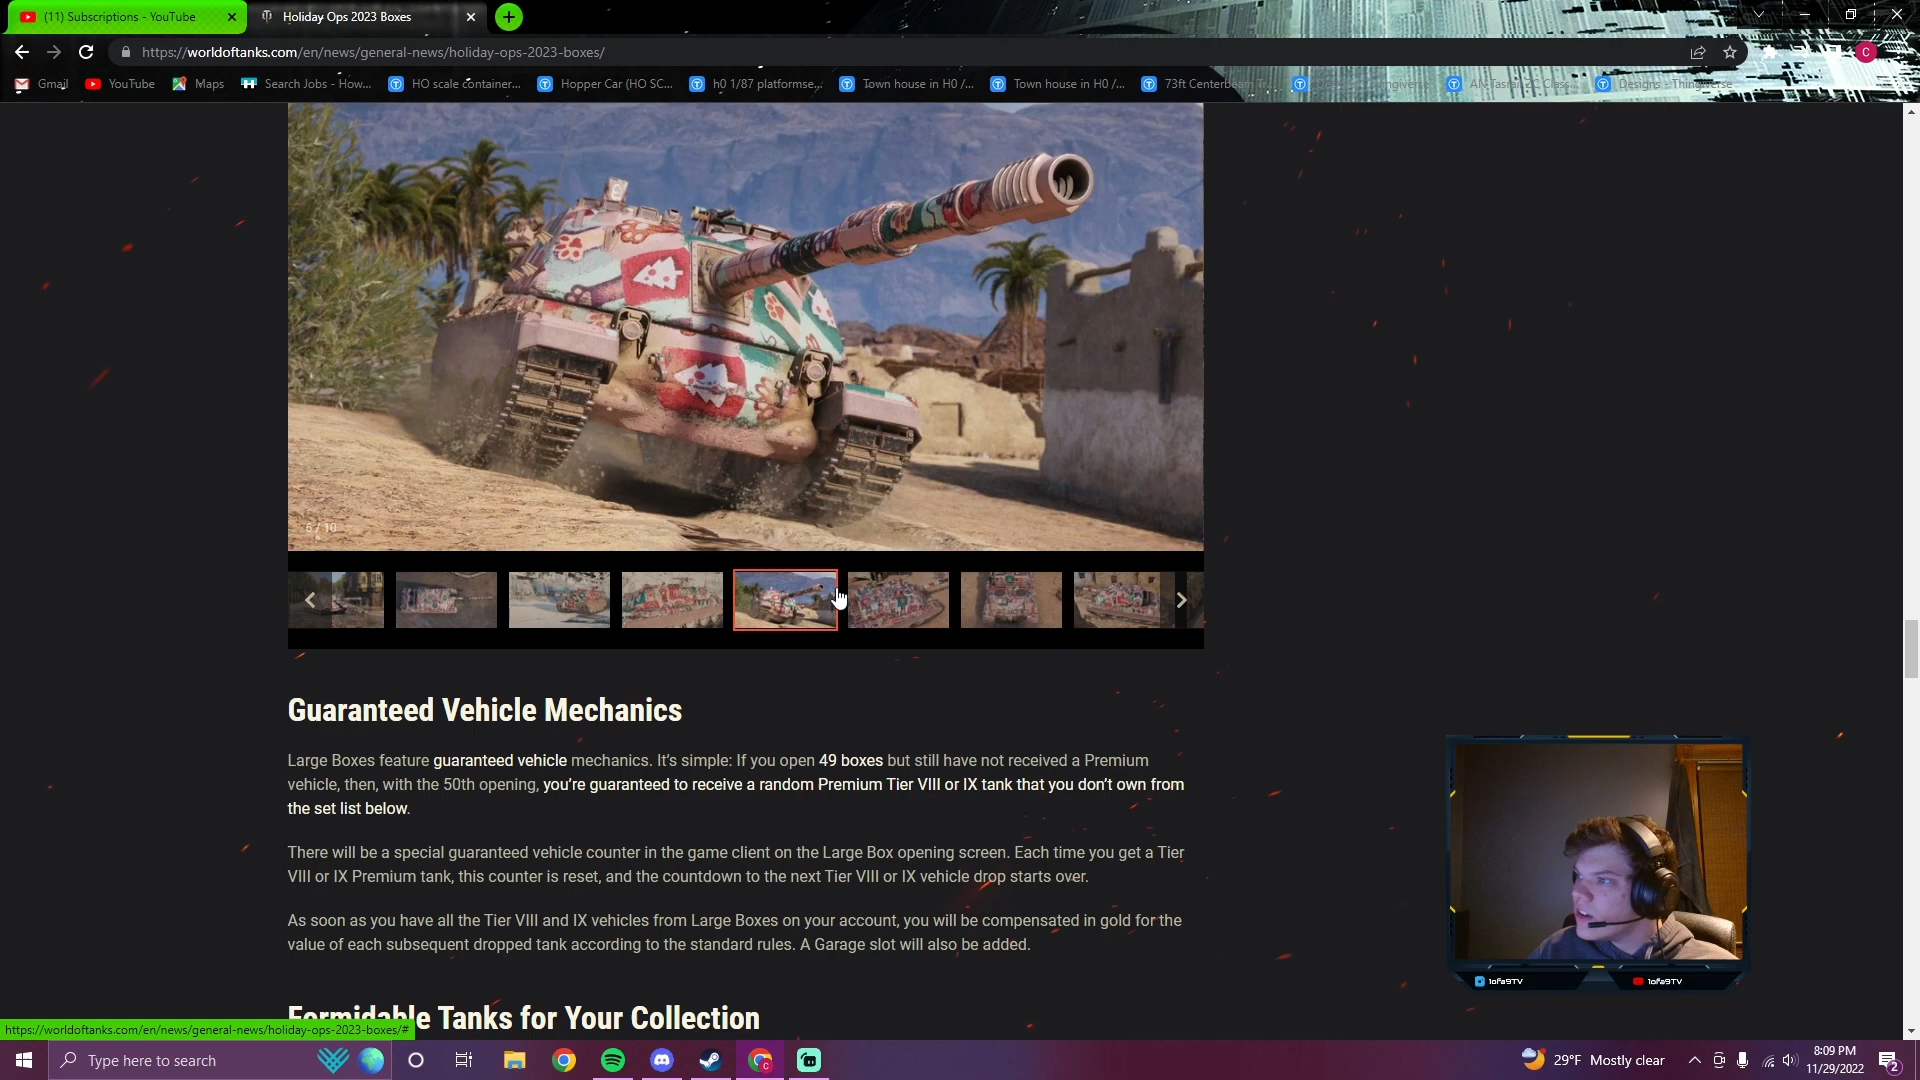 (11) Subscriptions - YouTube
Holiday Ops 2023 Boxes
https://worldoftanks.com/en/news/general-news/holiday-ops-2023-boxes/
C
Gmail
YouTube
Maps
Search Jobs - How...
HO scale container...
Hopper Car (HO SC...
h0 1/87 platformse...
Town house in H0 /...
Town house in H0 /...
73ft Centerbeam Tr...
Designs - Thingiverse
6 / 10
Guaranteed Vehicle Mechanics
Large Boxes feature guaranteed vehicle mechanics. It's simple: If you open 49 boxes but still have not received a Premium
vehicle, then, with the 50th opening, you're guaranteed to receive a random Premium Tier VIII or IX tank that you don't own from
the set list below.
There will be a special guaranteed vehicle counter in the game client on the Large Box opening screen. Each time you get a Tier
VIII or IX Premium tank, this counter is reset, and the countdown to the next Tier VIII or IX vehicle drop starts over.
As soon as you have all the Tier VIII and IX vehicles from Large Boxes on your account, you will be compensated in gold for the
value of each subsequent dropped tank according to the standard rules. A Garage slot will also be added.
1ofa9TV
1ofa9TV
Formidable Tanks for Your Collection
https://worldoftanks.com/en/news/general-news/holiday-ops-2023-boxes/#
Type here to search
29°F Mostly clear
8:09 PM
11/29/2022
2